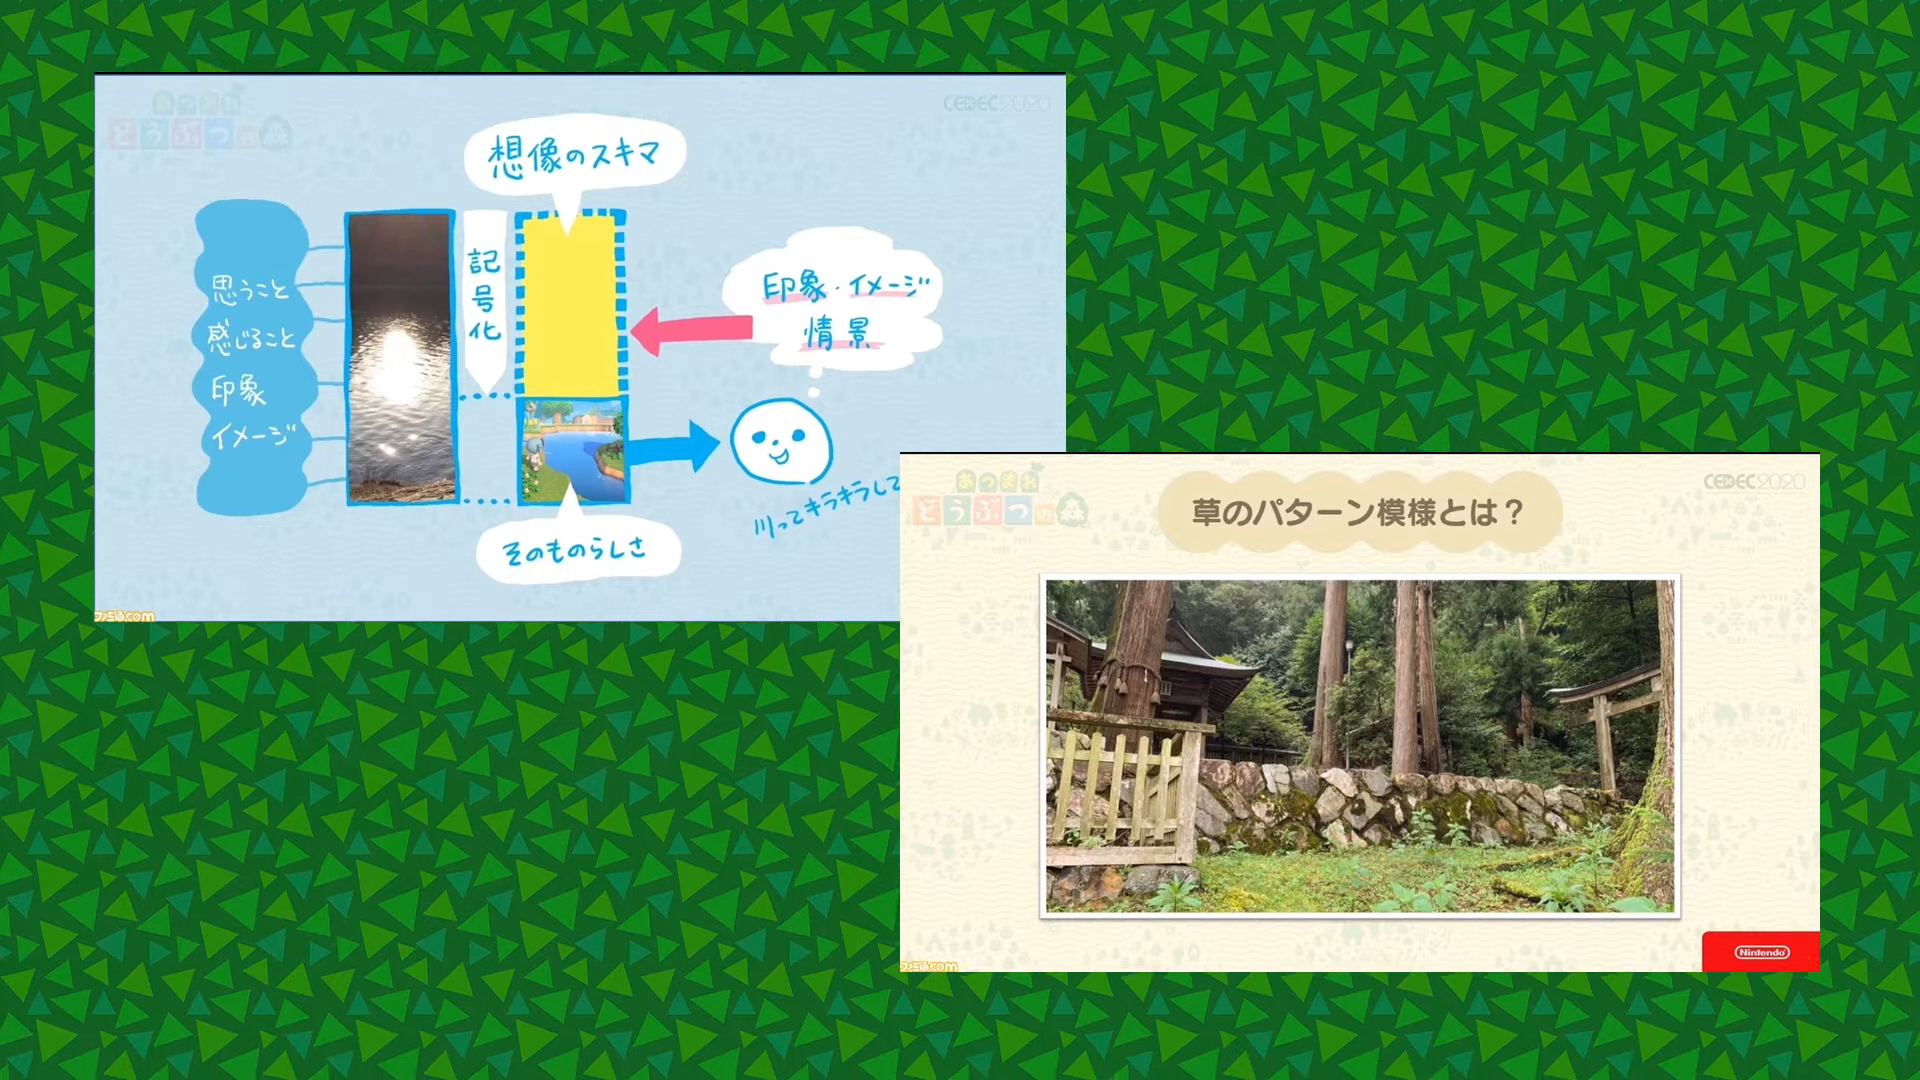 あつまれ
どうぶつの森
CEDEC2020
想像のスキマ
思うこと
感じること
印象
イメージ
記号化
印象・イメージ
情景
川ってキラキラして
そのものらしさ
ファミ通.com
あつまれ
どうぶつの森
CEDEC2020
草のパターン模様とは？
Nintendo
ファミ通.com